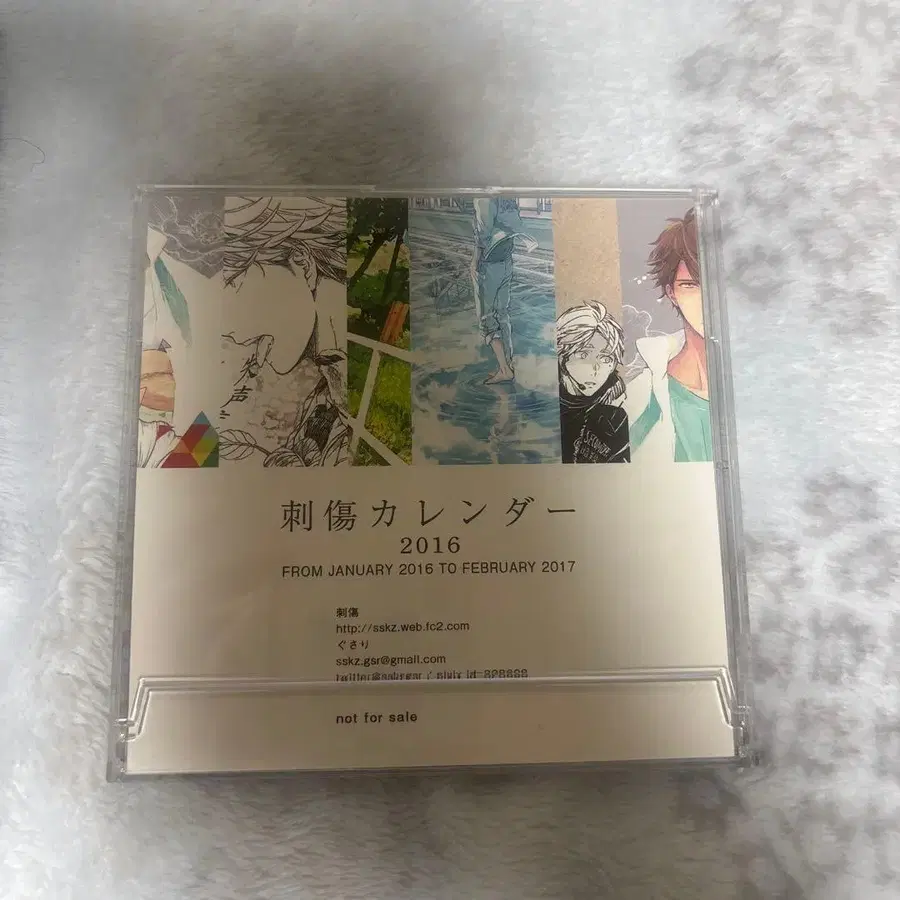 失声
刺傷カレンダー
2016
FROM JANUARY 2016 TO FEBRUARY 2017
刺傷
http://sskz.web.fc2.com
ぐさり
sskz.gsr@gmail.com
not for sale